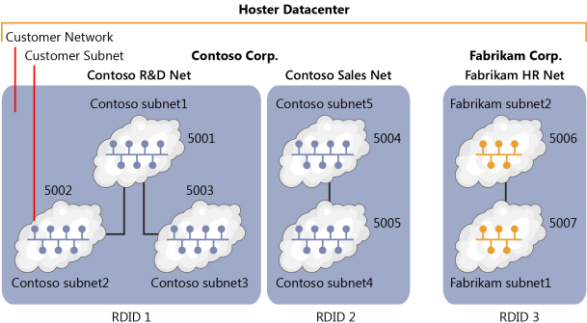 Hoster Datacenter
Customer Network
Customer Subnet
Contoso Corp.
Fabrikam Corp.
Contoso R&D Net
Contoso Sales Net
Fabrikam HR Net
Contoso subnet1
Contoso subnet5
Fabrikam subnet2
5001
5004
5006
5002
5003
5005
5007
Contoso subnet2
Contoso subnet3
Contoso subnet4
Fabrikam subnet1
RDID 1
RDID 2
RDID 3